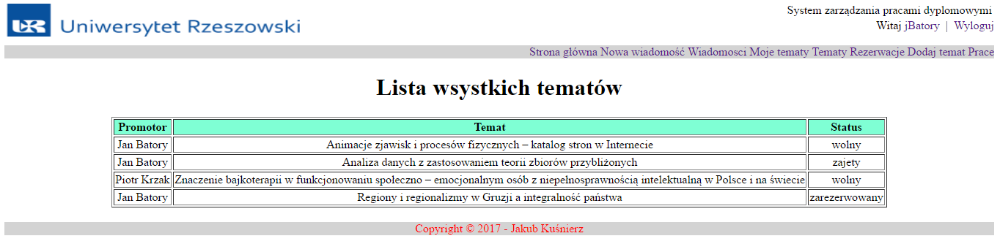 UR Uniwersytet Rzeszowski
System zarządzania pracami dyplomowymi
Witaj jBatory | Wyloguj
Strona główna Nowa wiadomość Wiadomosci Moje tematy Tematy Rezerwacje Dodaj temat Prace
Lista wsystkich tematów
Promotor Temat Status
Jan Batory Animacje zjawisk i procesów fizycznych – katalog stron w Internecie wolny
Jan Batory Analiza danych z zastosowaniem teorii zbiorów przybliżonych zajety
Piotr Krzak Znaczenie bajkoterapii w funkcjonowaniu społeczno – emocjonalnym osób z niepełnosprawnością intelektualną w Polsce i na świecie wolny
Jan Batory Regiony i regionalizmy w Gruzji a integralność państwa zarezerwowany
Copyright © 2017 - Jakub Kuśnierz